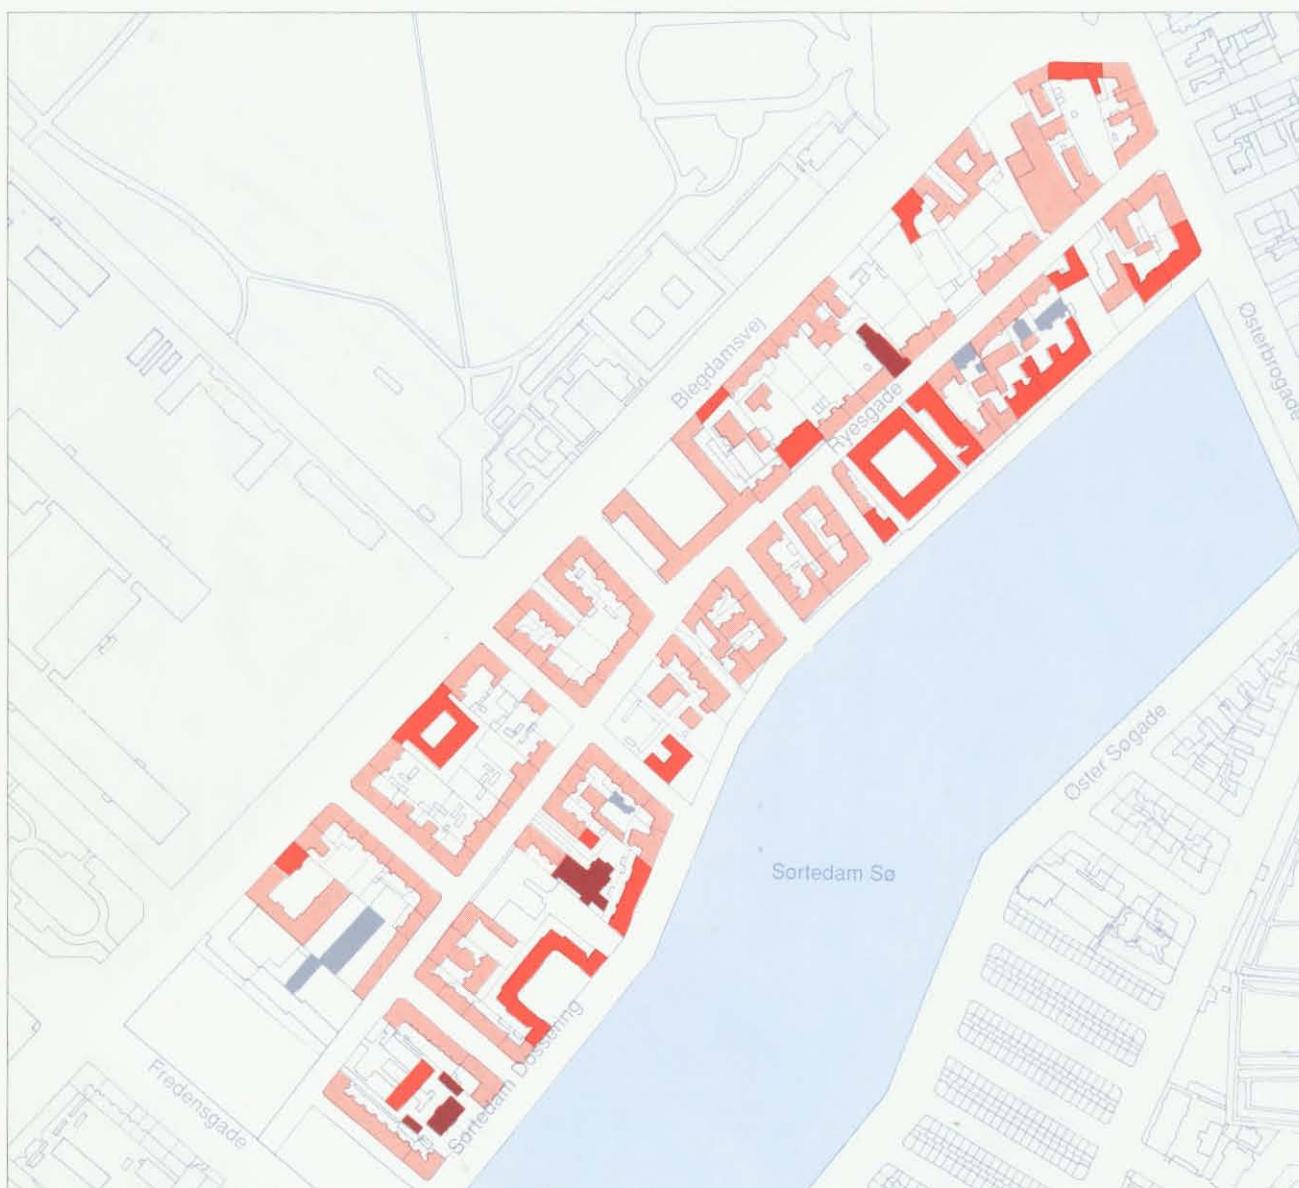 Blegdamsvej
Ryesgade
Østerbrogade
Øster Søgade
Sortedam Sø
Sortedam Dossering
Fredensgade